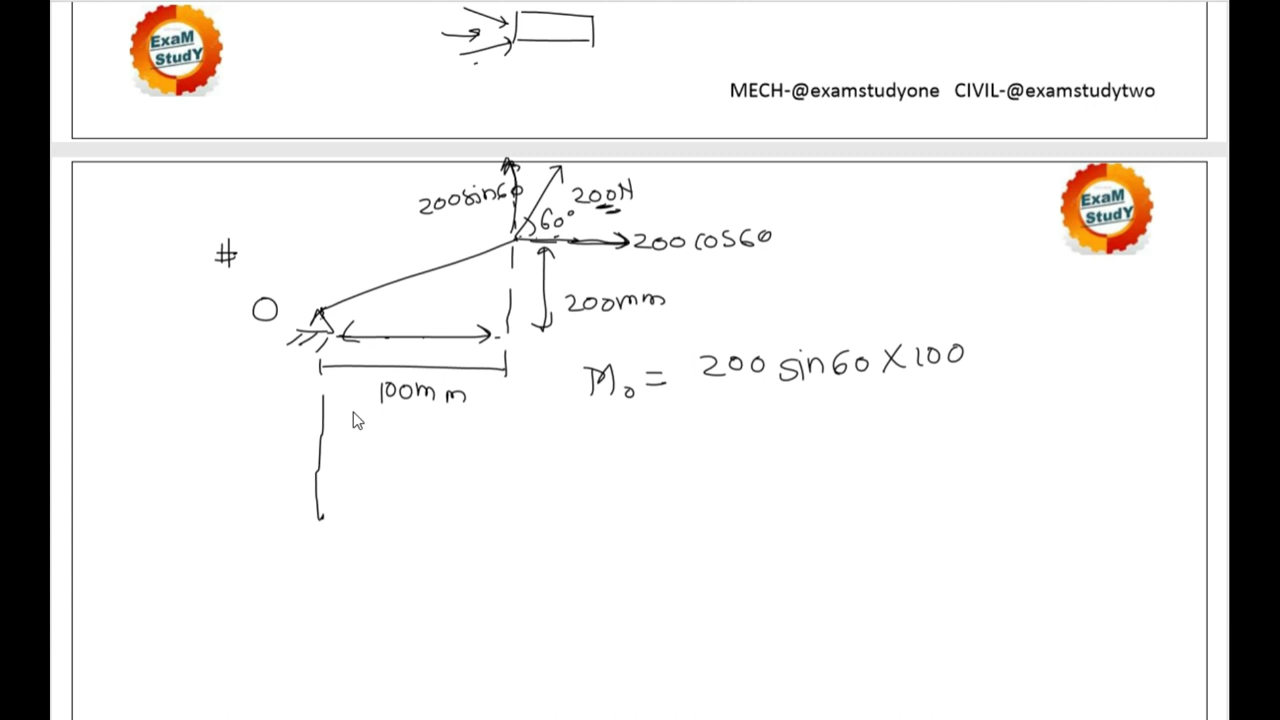 ExaM
StudY
MECH-@examstudyone CIVIL-@examstudytwo
ExaM
StudY
200sin60
200N
60°
200 cos60
#
O
200mm
100mm
M₀ = 200 sin60 X 100